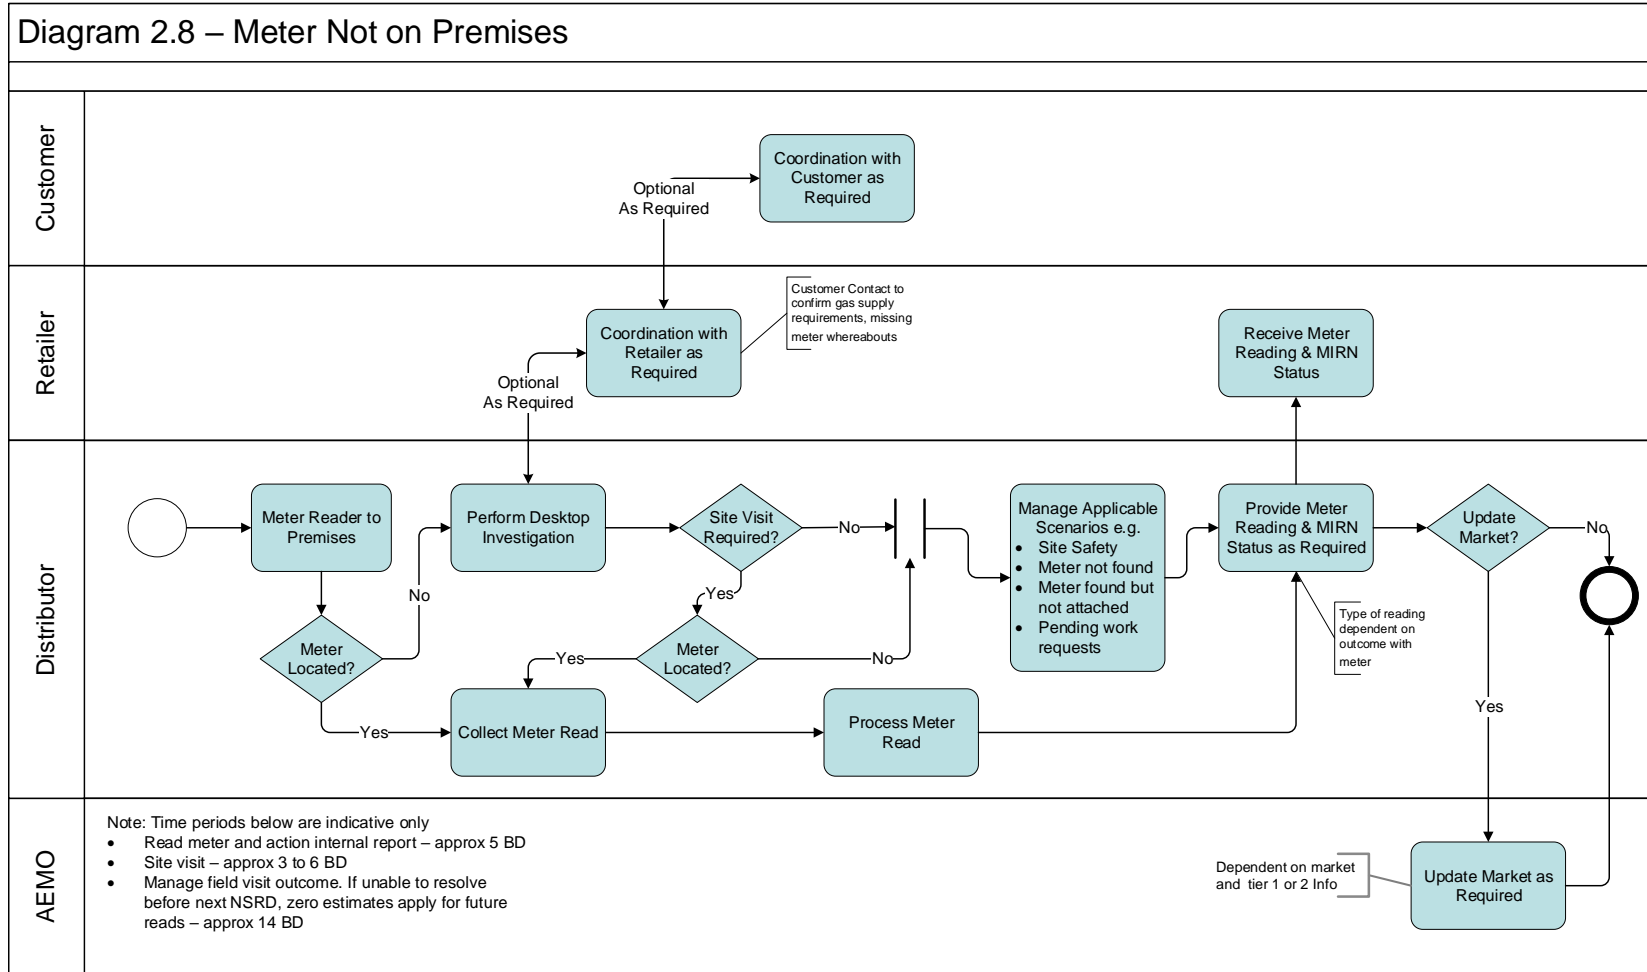 Diagram 2.8 – Meter Not on Premises
Customer
Coordination with
Customer as
Required
Optional
As Required
Retailer
Customer Contact to
confirm gas supply
requirements, missing
meter whereabouts
Coordination with
Retailer as
Required
Optional
As Required
Receive Meter
Reading & MIRN
Status
Distributor
Meter Reader to
Premises
Meter
Located?
No
Yes
Perform Desktop
Investigation
Site Visit
Required?
No
Yes
Meter
Located?
Yes
No
Collect Meter Read
Process Meter
Read
Manage Applicable
Scenarios e.g.
• Site Safety
• Meter not found
• Meter found but
not attached
• Pending work
requests
Provide Meter
Reading & MIRN
Status as Required
Type of reading
dependent on
outcome with
meter
Update
Market?
No
Yes
AEMO
Note: Time periods below are indicative only
• Read meter and action internal report – approx 5 BD
• Site visit – approx 3 to 6 BD
• Manage field visit outcome. If unable to resolve
before next NSRD, zero estimates apply for future
reads – approx 14 BD
Dependent on market
and tier 1 or 2 Info
Update Market as
Required